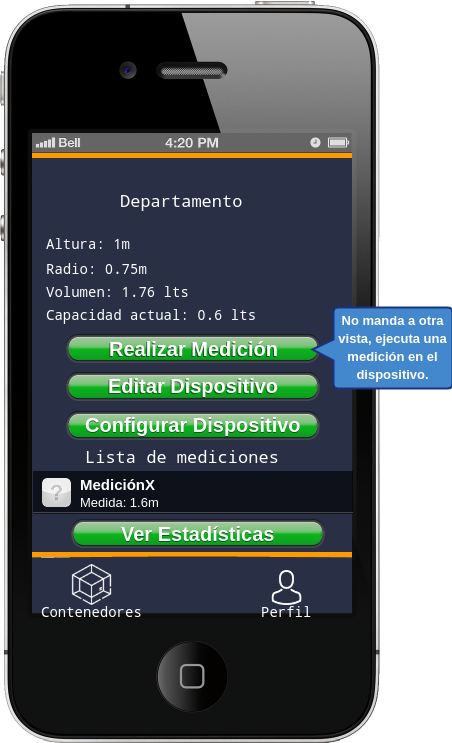 Bell 4:20 PM
Departamento
Altura: 1m
Radio: 0.75m
Volumen: 1.76 lts
Capacidad actual: 0.6 lts
No manda a otra
vista, ejecuta una
medición en el
dispositivo.
Realizar Medición
Editar Dispositivo
Configurar Dispositivo
Lista de mediciones
?
MediciónX
Medida: 1.6m
Ver Estadísticas
Contenedores
Perfil